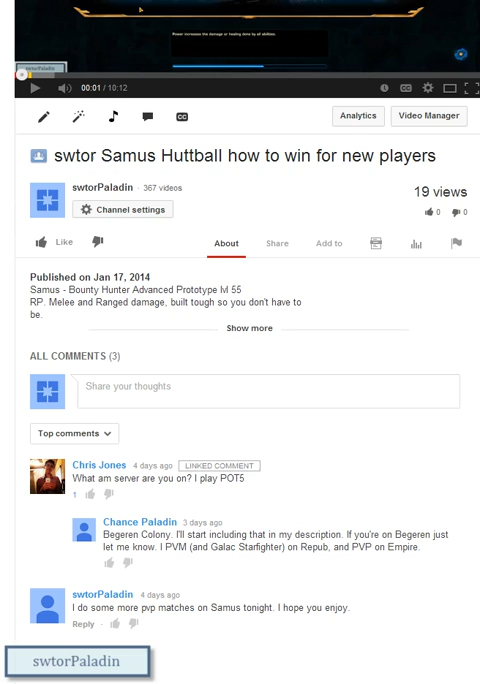 Power increases the damage or healing done by all abilities.
swtorPaladin
00:01 / 10:12
CC
CC
Analytics
Video Manager
swtor Samus Huttball how to win for new players
swtorPaladin · 367 videos
19 views
Channel settings
0 0
Like
About
Share
Add to
Published on Jan 17, 2014
Samus - Bounty Hunter Advanced Prototype lvl 55
RP. Melee and Ranged damage, built tough so you don't have to
be.
Show more
ALL COMMENTS (3)
Share your thoughts
Top comments
Chris Jones 4 days ago LINKED COMMENT
What am server are you on? I play POT5
1
Chance Paladin 3 days ago
Begeren Colony. I'll start including that in my description. If you're on Begeren just
let me know. I PVM (and Galac Starfighter) on Repub, and PVP on Empire.
swtorPaladin 4 days ago
I do some more pvp matches on Samus tonight. I hope you enjoy.
Reply ·
swtorPaladin